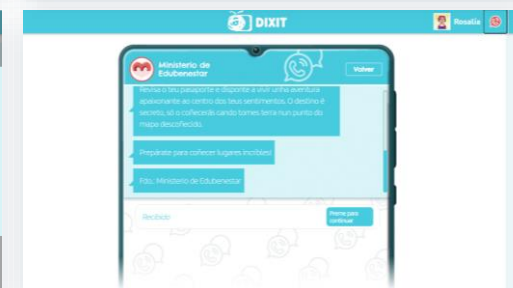 DIXIT
Rosalía
Ministerio de
Edubenestar
Volver
Revisa o teu pasaporte e disponte a vivir unha aventura
apaixonante ao centro dos teus sentimentos. O destino é
secreto, só o coñecerás cando tomes terra nun punto do
mapa descoñecido.
Prepárate para coñecer lugares incribles!
Fdo.: Ministerio de Edubenestar
Recibido
Preme para
continuar